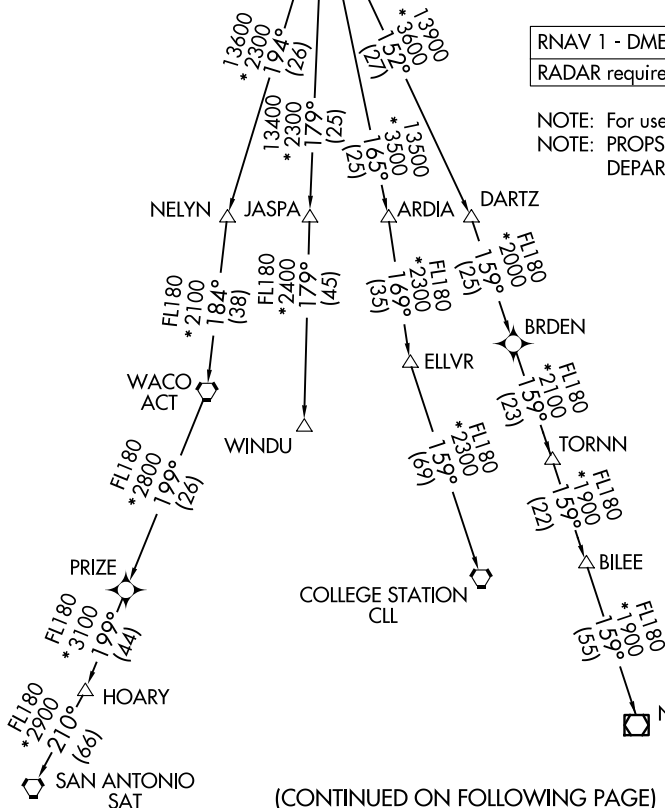 13600
*2300
194°
(26)
13400
*2300
179°
(25)
13500
*3500
165°
(25)
13900
*3600
152°
(27)
RNAV 1 - DME
RADAR require
NOTE: For use
NOTE: PROPS
DEPAR
NELYN
JASPA
ARDIA
DARTZ
FL180
*2100
184°
(38)
FL180
*2400
179°
(45)
FL180
*2300
169°
(35)
FL180
*2000
159°
(25)
BRDEN
ELLVR
WACO
ACT
WINDU
FL180
*2100
159°
(23)
TORNN
FL180
*2800
199°
(26)
FL180
*2300
159°
(69)
FL180
*1900
159°
(22)
BILEE
PRIZE
COLLEGE STATION
CLL
FL180
*3100
199°
(44)
FL180
*1900
159°
(55)
HOARY
N
FL180
*2900
210°
(66)
SAN ANTONIO
SAT
(CONTINUED ON FOLLOWING PAGE)